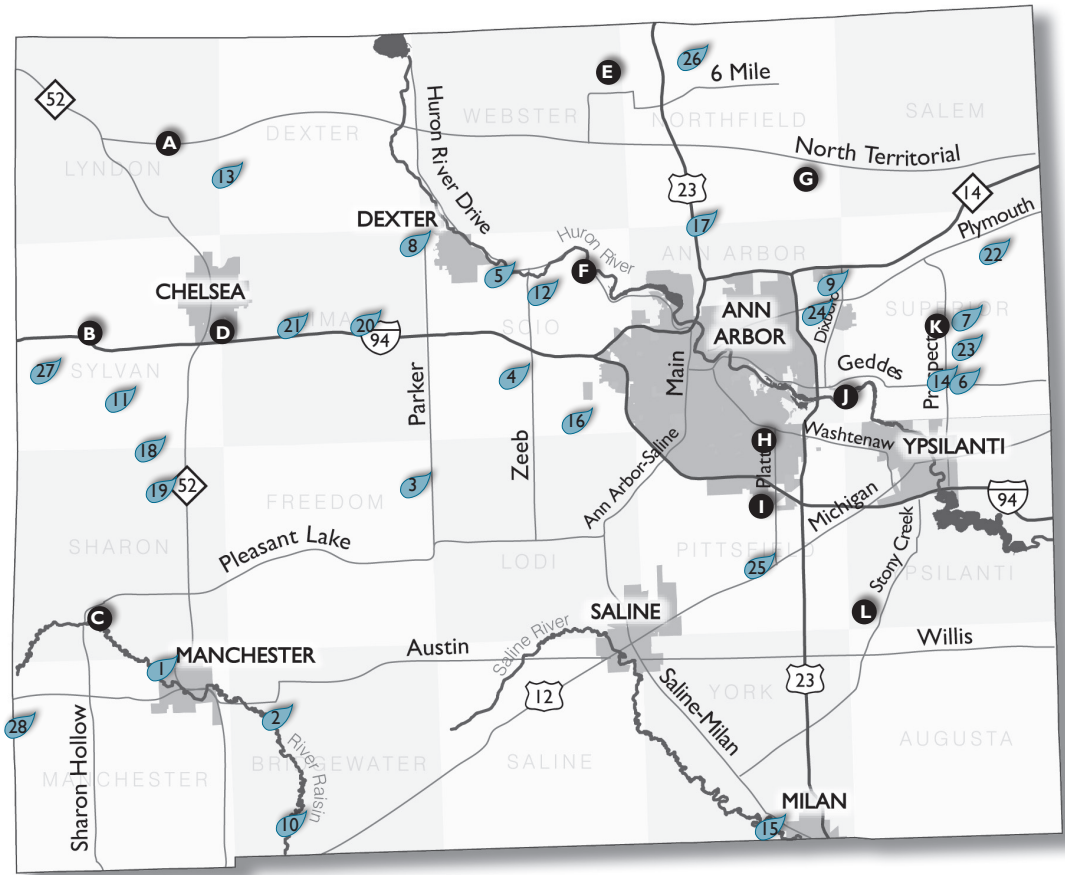 26
E
6 Mile
52
SALEM
WEBSTER
NORTHFIELD
DEXTER
Huron River Drive
A
North Territorial
LYNDON
13
G
23
14
DEXTER
17
Plymouth
8
Huron River
ANN ARBOR
22
5
F
12
9
CHELSEA
ANN
ARBOR
24
Dixboro
SUPERIOR
7
B
D
21
LIMA
20
94
SCIO
K
23
27
SYLVAN
11
Parker
4
Main
Geddes
Prospect
14
6
J
16
18
Zeeb
H
Washtenaw
YPSILANTI
Platt
19
52
3
FREEDOM
Ann Arbor-Saline
I
Michigan
94
SHARON
Pleasant Lake
LODI
PITTSFIELD
25
Stony Creek
YPSILANTI
C
SALINE
L
Saline River
Austin
Willis
1
MANCHESTER
12
YORK
23
Saline-Milan
28
2
Sharon Hollow
River Raisin
MANCHESTER
BRIDGEWATER
SALINE
AUGUSTA
10
MILAN
15